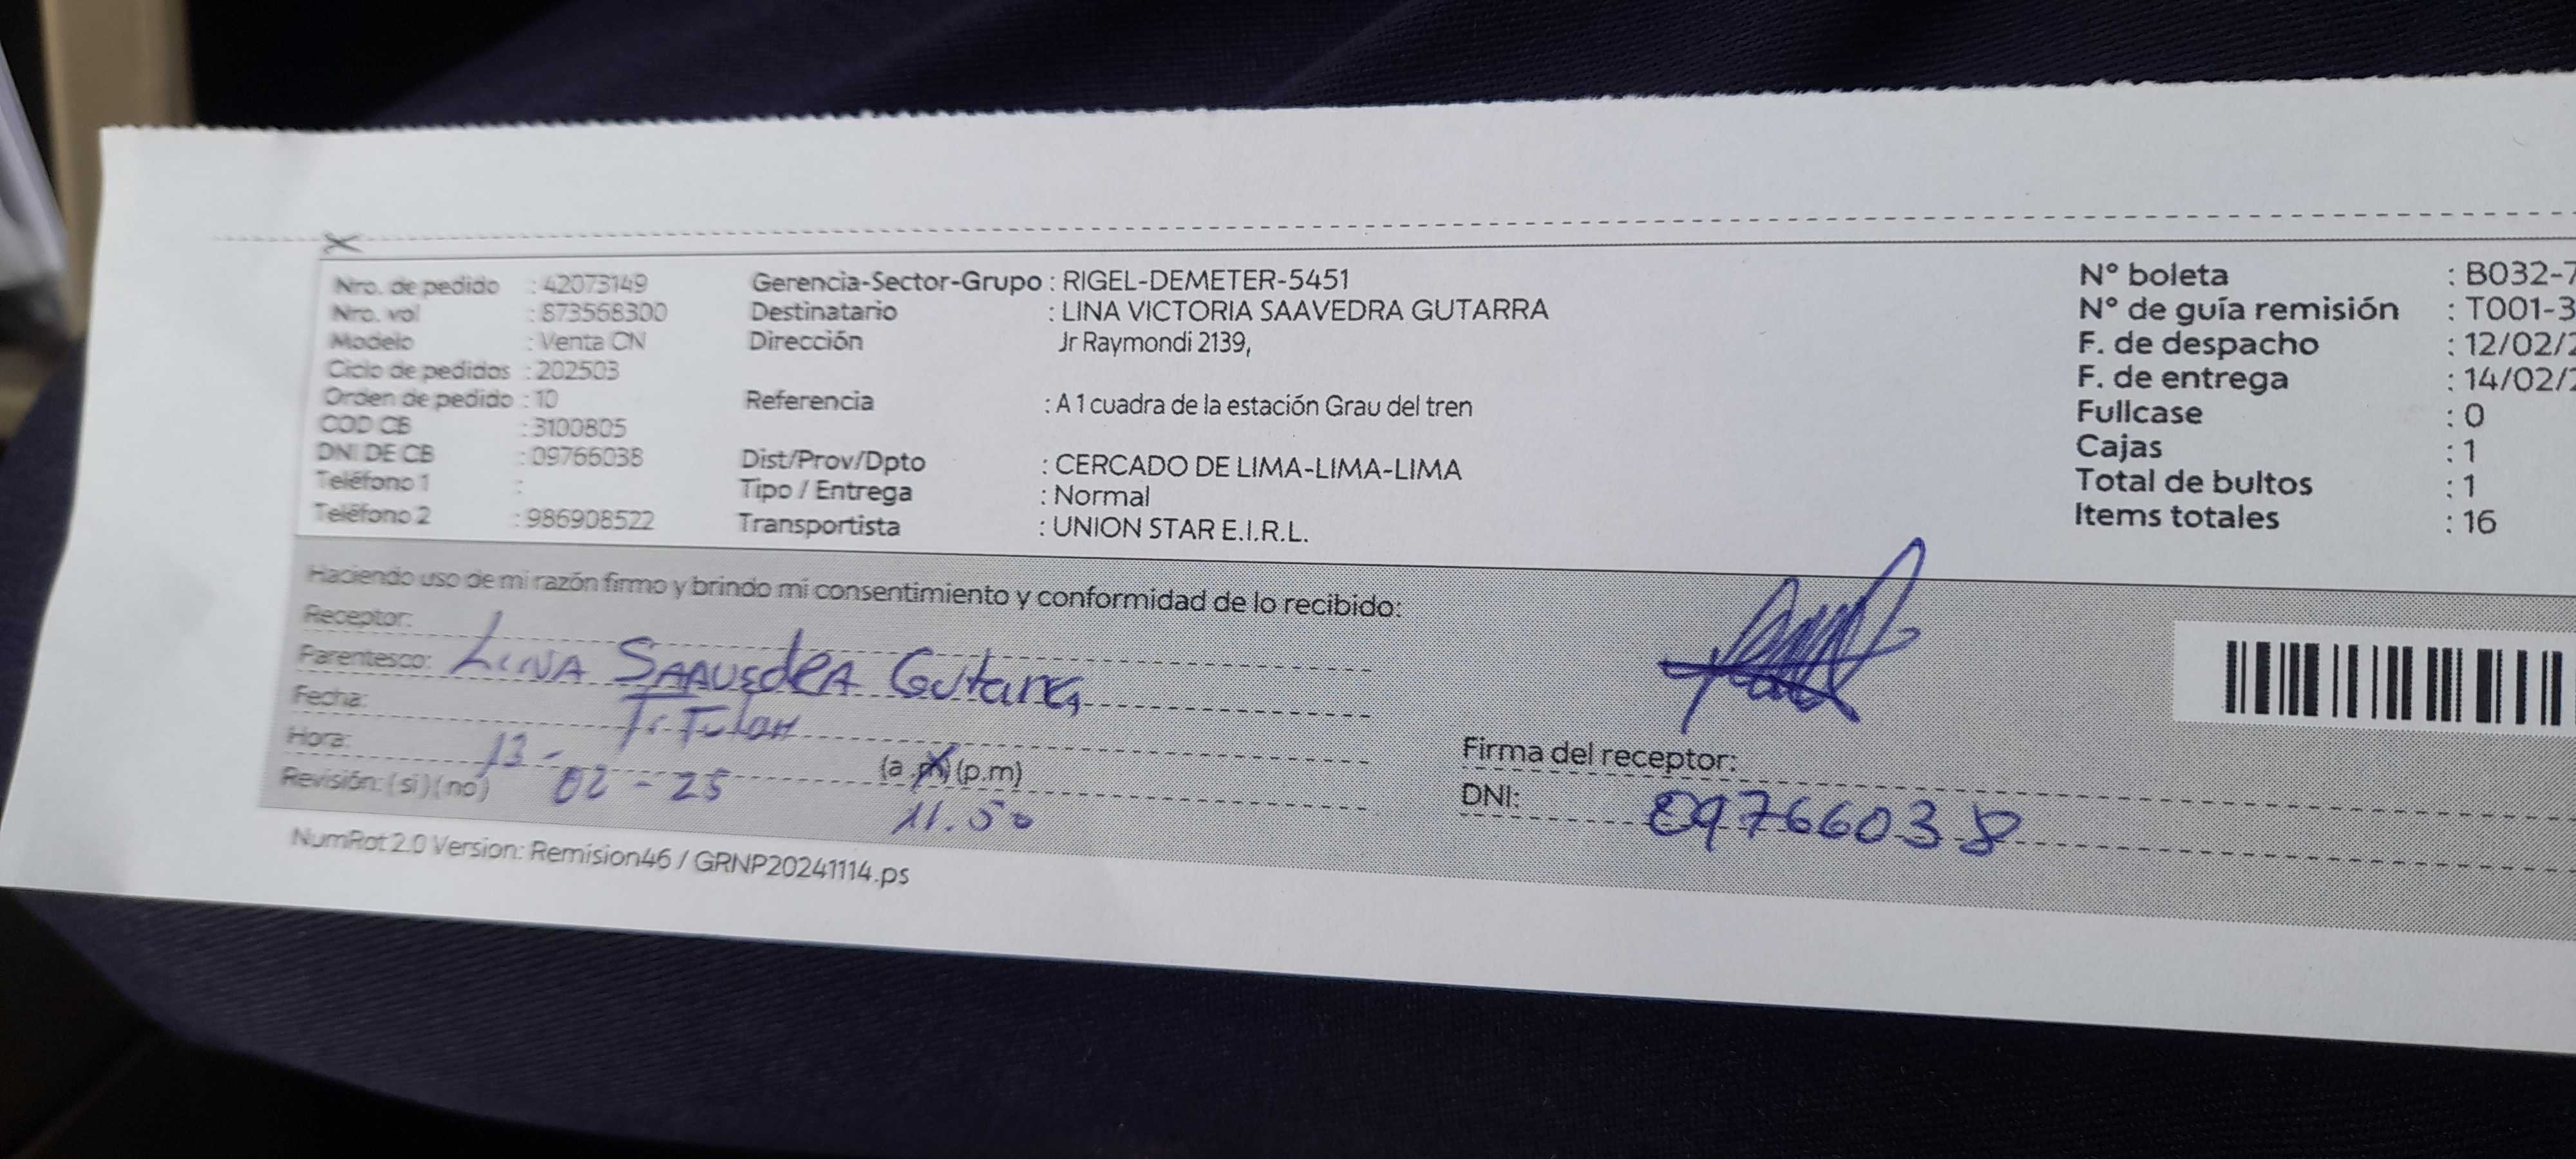 Nro. de pedido : 42073149
Nro. vol : 873568300
Modelo : Venta CN
Ciclo de pedidos : 202503
Orden de pedido : 10
COD CB : 3100805
DNI DE CB : 09766038
Teléfono 1 :
Teléfono 2 : 986908522
Gerencia-Sector-Grupo : RIGEL-DEMETER-5451
Destinatario : LINA VICTORIA SAAVEDRA GUTARRA
Dirección Jr Raymondi 2139,
Referencia : A 1 cuadra de la estación Grau del tren
Dist/Prov/Dpto : CERCADO DE LIMA-LIMA-LIMA
Tipo / Entrega : Normal
Transportista : UNION STAR E.I.R.L.
N° boleta : B032-7
N° de guía remisión : T001-3
F. de despacho : 12/02/2
F. de entrega : 14/02/2
Fullcase : 0
Cajas : 1
Total de bultos : 1
Items totales : 16
Haciendo uso de mi razón firmo y brindo mi consentimiento y conformidad de lo recibido:
Receptor:
Parentesco: LINA SAAVEdRA Gutarra
Fecha: TiTular
Hora: 13-02-25 (a.m) (p.m)
Revisión: (si) (no) 11.50
Firma del receptor:
DNI: 09766038
NumRot 2.0 Version: Remision46 / GRNP20241114.ps